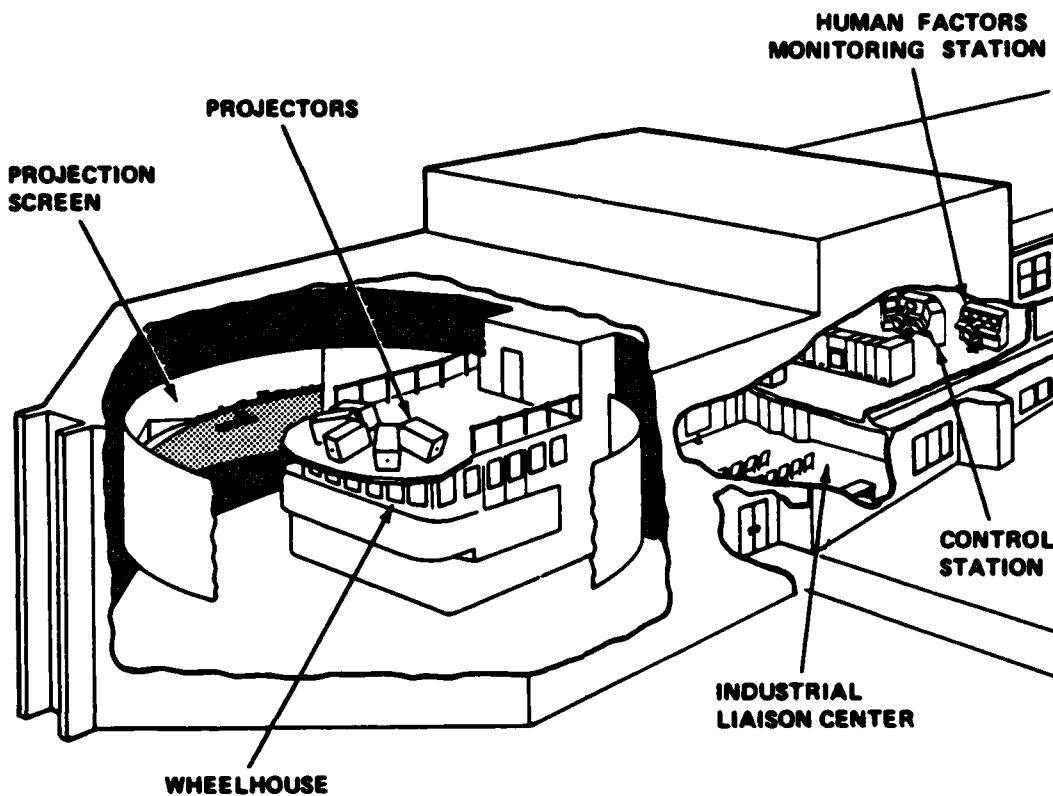 HUMAN FACTORS
MONITORING STATION
PROJECTORS
PROJECTION
SCREEN
CONTROL
STATION
INDUSTRIAL
LIAISON CENTER
WHEELHOUSE